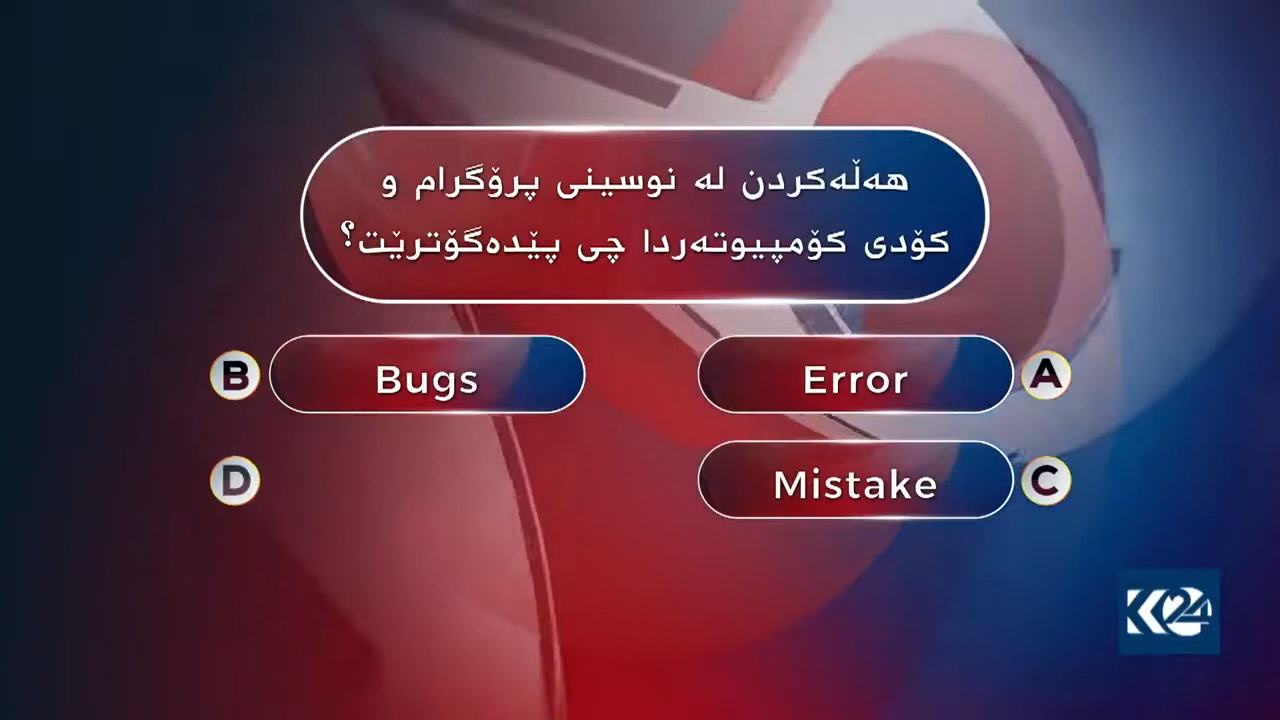 هەڵەکردن لە نوسینی پرۆگرام و
کۆدی کۆمپیوتەردا چی پێدەگۆترێت؟
A Error
B Bugs
C Mistake
D
K24